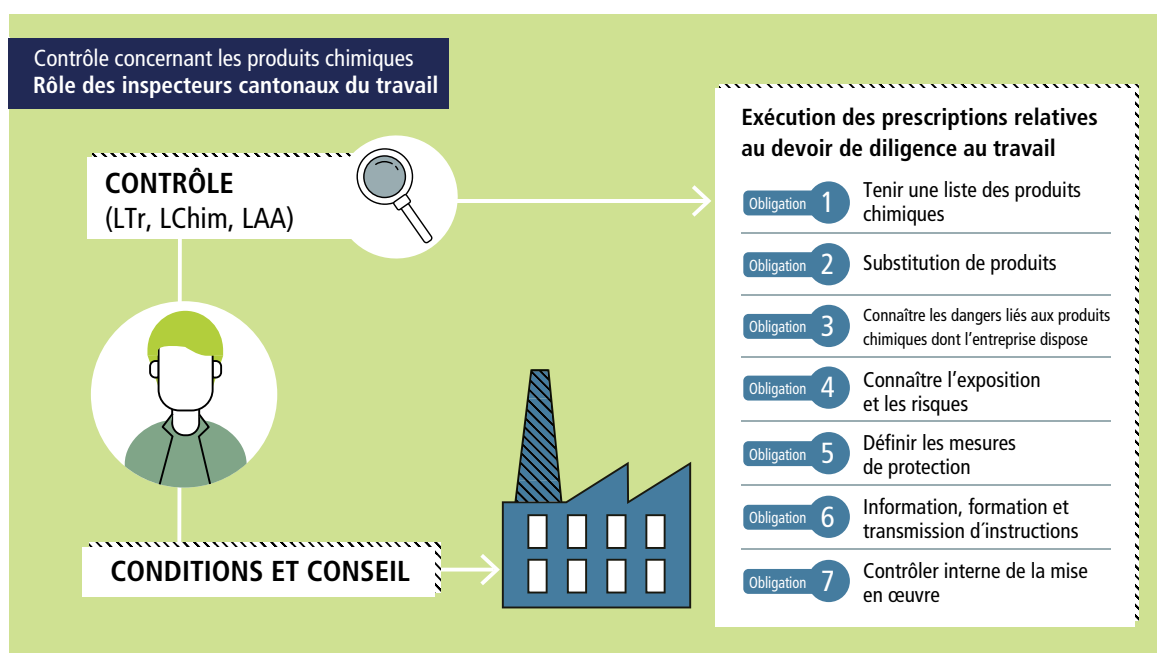 Contrôle concernant les produits chimiques
Rôle des inspecteurs cantonaux du travail
CONTRÔLE
(LTr, LChim, LAA)
CONDITIONS ET CONSEIL
Exécution des prescriptions relatives
au devoir de diligence au travail
Obligation 1
Tenir une liste des produits
chimiques
Obligation 2
Substitution de produits
Obligation 3
Connaître les dangers liés aux produits
chimiques dont l’entreprise dispose
Obligation 4
Connaître l’exposition
et les risques
Obligation 5
Définir les mesures
de protection
Obligation 6
Information, formation et
transmission d´instructions
Obligation 7
Contrôler interne de la mise
en œuvre